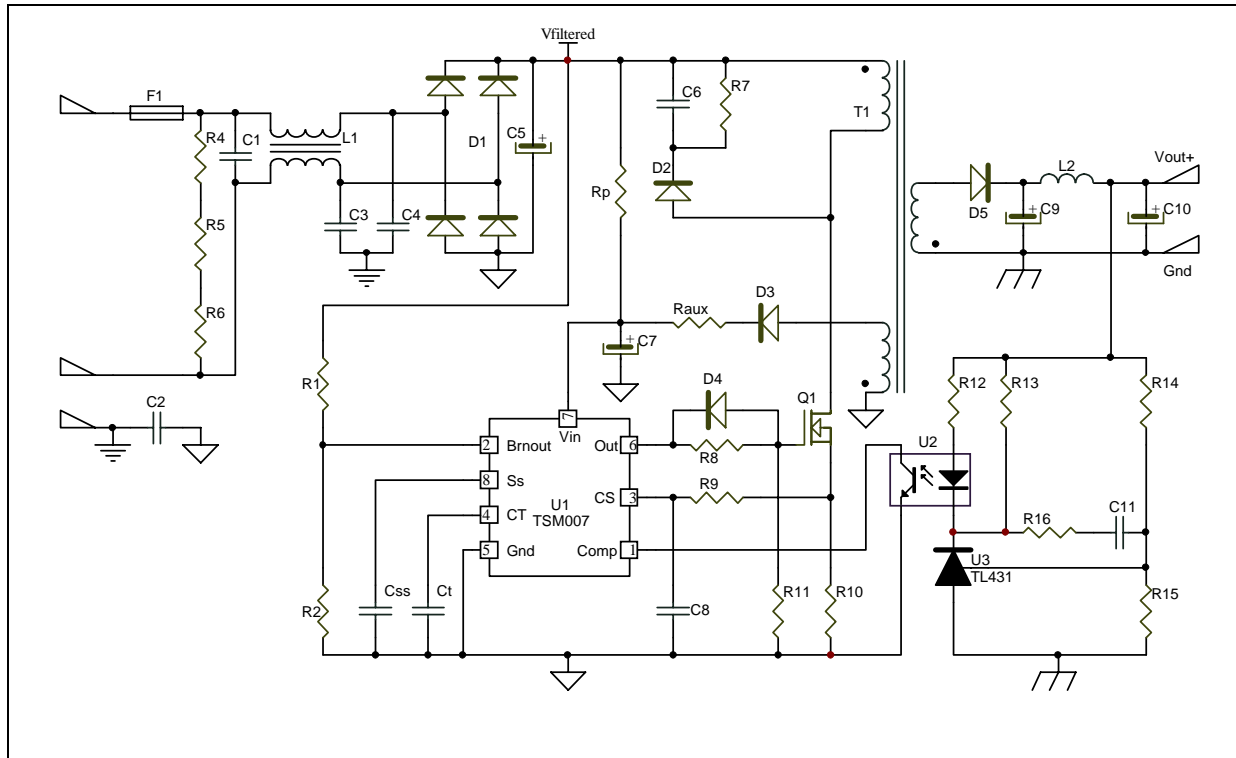 Vfiltered
F1
R4
C1
L1
D1
C5
+
C6
R7
T1
D2
Rp
L2
Vout+
D5
+
C9
+
C10
C3
C4
R5
Gnd
R6
Raux
D3
+
C7
R1
D4
Q1
R12
R13
R14
C2
7
Vin
2
Brnout
Out
6
R8
U2
8
Ss
CS
3
R9
U1
TSM007
4
CT
5
Gnd
Comp
1
R16
C11
U3
TL431
R2
Css
Ct
C8
R11
R10
R15